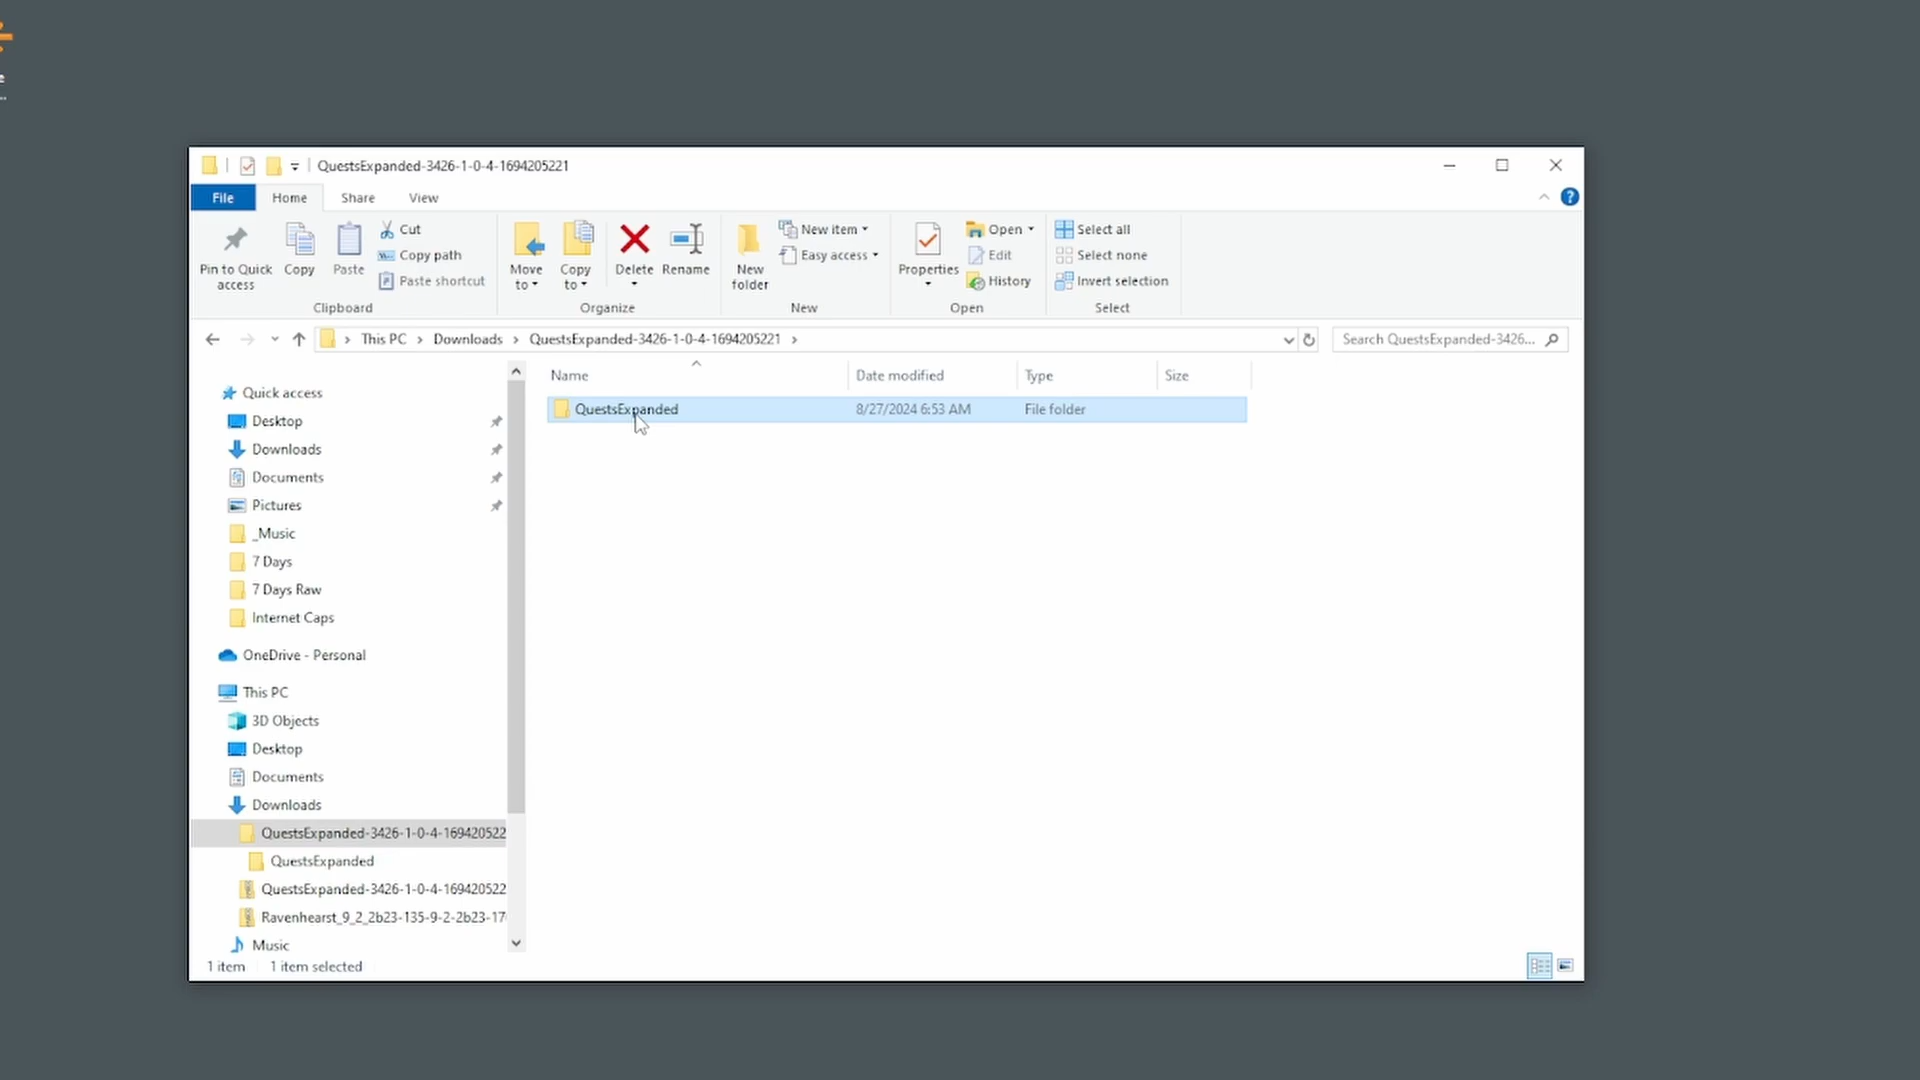 QuestsExpanded-3426-1-0-4-1694205221
File Home Share View
Pin to Quick access
Copy
Paste
Cut
Copy path
Paste shortcut
Clipboard
Move to
Copy to
Delete
Rename
Organize
New folder
New item
Easy access
New
Properties
Open
Edit
History
Open
Select all
Select none
Invert selection
Select
This PC > Downloads > QuestsExpanded-3426-1-0-4-1694205221 >
Search QuestsExpanded-3426...
Name Date modified Type Size
QuestsExpanded 8/27/2024 6:53 AM File folder
Quick access
Desktop
Downloads
Documents
Pictures
_Music
7 Days
7 Days Raw
Internet Caps
OneDrive - Personal
This PC
3D Objects
Desktop
Documents
Downloads
QuestsExpanded-3426-1-0-4-169420522
QuestsExpanded
QuestsExpanded-3426-1-0-4-169420522
Ravenhearst_9_2_2b23-135-9-2-2b23-17
Music
1 item 1 item selected